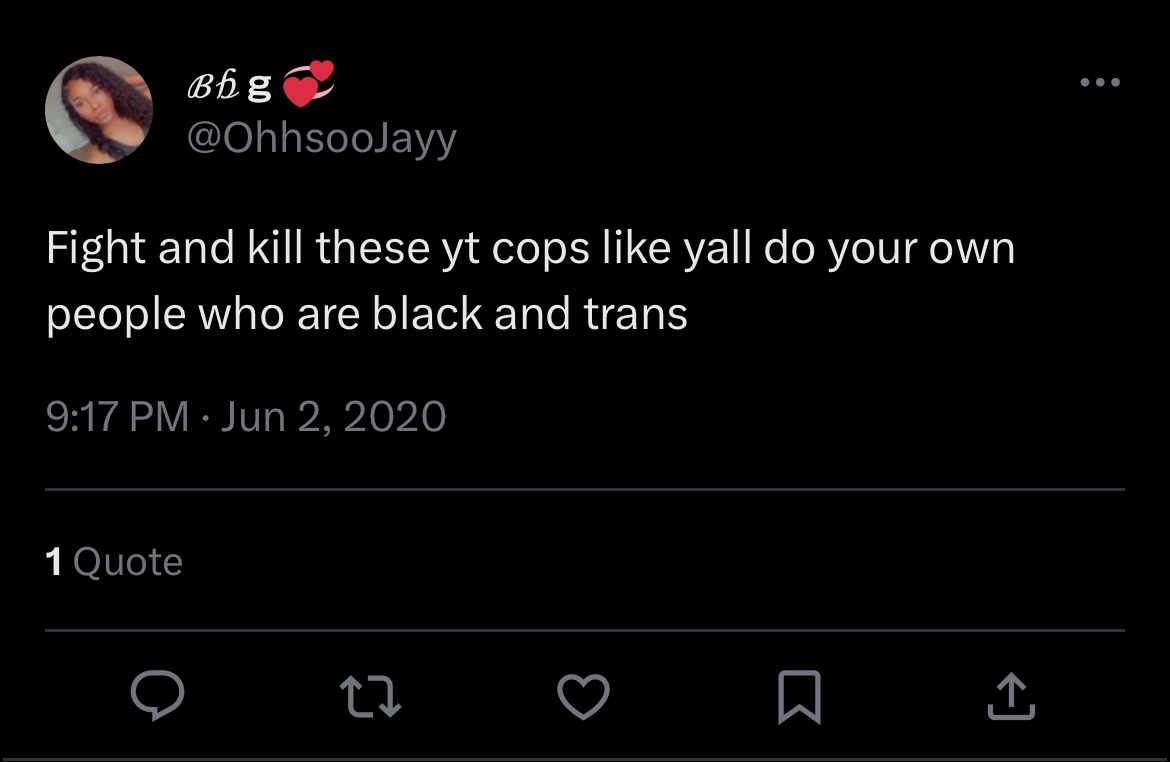 ℬ𝒽 g 💞
@OhhsooJayy
Fight and kill these yt cops like yall do your own
people who are black and trans
9:17 PM · Jun 2, 2020
1 Quote